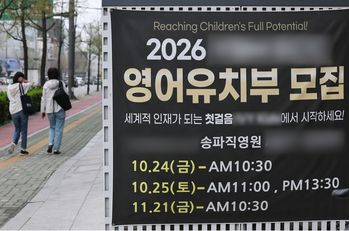 Reaching Children's Full Potential!
2026
영어유치부 모집
세계적 인재가 되는 첫걸음 에서 시작하세요!
송파직영원
10.24(금)-AM10:30
10.25(토)-AM11:00 , PM13:30
11.21(금)-AM10:30